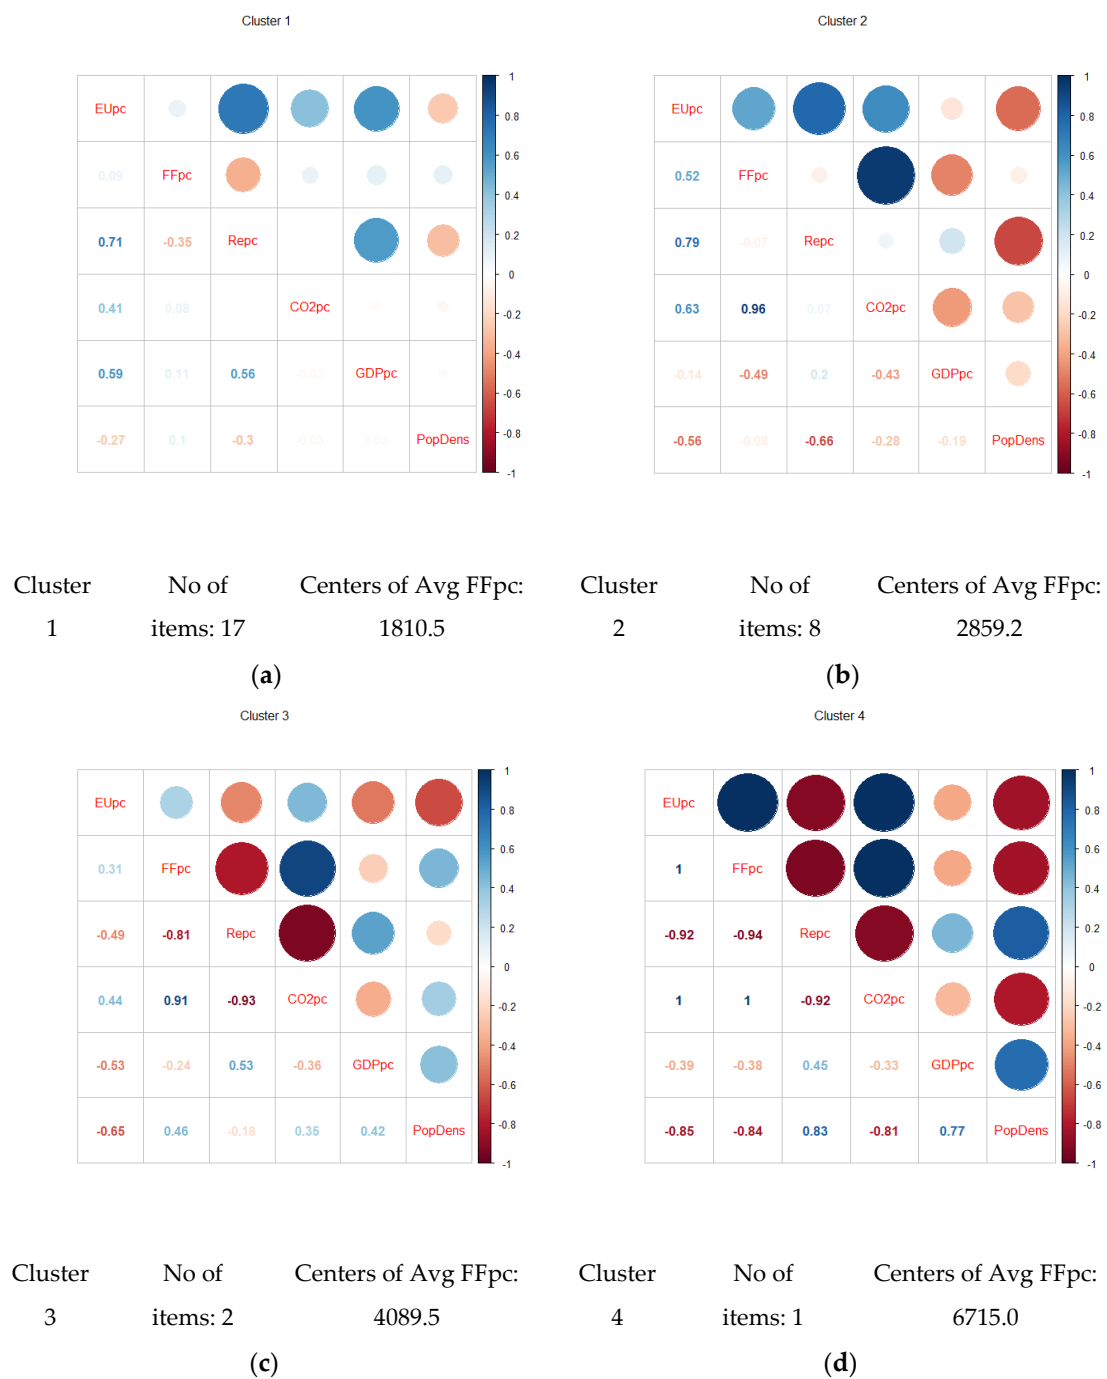 Cluster 1
EUpc 1
0.8
0.09 FFpc 0.6
0.4
0.71 -0.35 Repc 0.2
0
0.41 0.08 CO2pc -0.2
-0.4
0.59 0.11 0.56 GDPpc -0.6
-0.8
-0.27 0.1 -0.3 PopDens -1
Cluster 2
EUpc 1
0.8
0.52 FFpc 0.6
0.4
0.79 -0.07 Repc 0.2
0
0.63 0.96 0.07 CO2pc -0.2
-0.4
-0.14 -0.49 0.2 -0.43 GDPpc -0.6
-0.8
-0.56 -0.08 -0.66 -0.28 -0.19 PopDens -1
Cluster No of Centers of Avg FFpc:
1 items: 17 1810.5
(a)
Cluster No of Centers of Avg FFpc:
2 items: 8 2859.2
(b)
Cluster 3
EUpc 1
0.8
0.31 FFpc 0.6
0.4
-0.49 -0.81 Repc 0.2
0
0.44 0.91 -0.93 CO2pc -0.2
-0.4
-0.53 -0.24 0.53 -0.36 GDPpc -0.6
-0.8
-0.65 0.46 -0.18 0.35 0.42 PopDens -1
Cluster 4
EUpc 1
0.8
1 FFpc 0.6
0.4
-0.92 -0.94 Repc 0.2
0
1 1 -0.92 CO2pc -0.2
-0.4
-0.39 -0.38 0.45 -0.33 GDPpc -0.6
-0.8
-0.85 -0.84 0.83 -0.81 0.77 PopDens -1
Cluster No of Centers of Avg FFpc:
3 items: 2 4089.5
(c)
Cluster No of Centers of Avg FFpc:
4 items: 1 6715.0
(d)